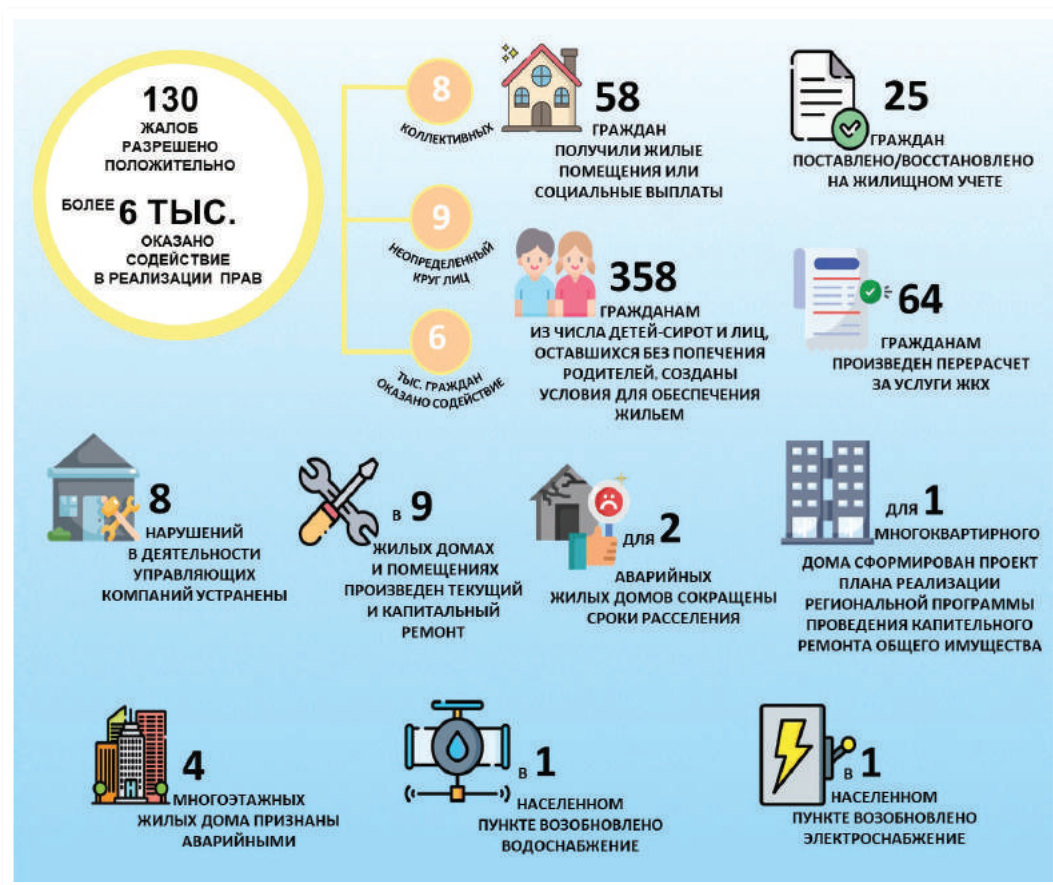 130
ЖАЛОБ
РАЗРЕШЕНО
ПОЛОЖИТЕЛЬНО
БОЛЕЕ 6 ТЫС.
ОКАЗАНО
СОДЕЙСТВИЕ
В РЕАЛИЗАЦИИ ПРАВ
8
КОЛЛЕКТИВНЫХ
9
НЕОПРЕДЕЛЕННЫЙ
КРУГ ЛИЦ
6
ТЫС. ГРАЖДАН
ОКАЗАНО СОДЕЙСТВИЕ
58
ГРАЖДАН
ПОЛУЧИЛИ ЖИЛЫЕ
ПОМЕЩЕНИЯ ИЛИ
СОЦИАЛЬНЫЕ ВЫПЛАТЫ
25
ГРАЖДАН
ПОСТАВЛЕНО/ВОССТАНОВЛЕНО
НА ЖИЛИЩНОМ УЧЕТЕ
358
ГРАЖДАНАМ
ИЗ ЧИСЛА ДЕТЕЙ-СИРОТ И ЛИЦ,
ОСТАВШИХСЯ БЕЗ ПОПЕЧЕНИЯ
РОДИТЕЛЕЙ, СОЗДАНЫ
УСЛОВИЯ ДЛЯ ОБЕСПЕЧЕНИЯ
ЖИЛЬЕМ
64
ГРАЖДАНАМ
ПРОИЗВЕДЕН ПЕРЕРАСЧЕТ
ЗА УСЛУГИ ЖКХ
8
НАРУШЕНИЙ
В ДЕЯТЕЛЬНОСТИ
УПРАВЛЯЮЩИХ
КОМПАНИЙ УСТРАНЕНЫ
В 9
ЖИЛЫХ ДОМАХ
И ПОМЕЩЕНИЯХ
ПРОИЗВЕДЕН ТЕКУЩИЙ
И КАПИТАЛЬНЫЙ
РЕМОНТ
ДЛЯ 2
АВАРИЙНЫХ
ЖИЛЫХ ДОМОВ СОКРАЩЕНЫ
СРОКИ РАССЕЛЕНИЯ
ДЛЯ 1
МНОГОКВАРТИРНОГО
ДОМА СФОРМИРОВАН ПРОЕКТ
ПЛАНА РЕАЛИЗАЦИИ
РЕГИОНАЛЬНОЙ ПРОГРАММЫ
ПРОВЕДЕНИЯ КАПИТЕЛЬНОГО
РЕМОНТА ОБЩЕГО ИМУЩЕСТВА
4
МНОГОЭТАЖНЫХ
ЖИЛЫХ ДОМА ПРИЗНАНЫ
АВАРИЙНЫМИ
В 1
НАСЕЛЕННОМ
ПУНКТЕ ВОЗОБНОВЛЕНО
ВОДОСНАБЖЕНИЕ
В 1
НАСЕЛЕННОМ
ПУНКТЕ ВОЗОБНОВЛЕНО
ЭЛЕКТРОСНАБЖЕНИЕ